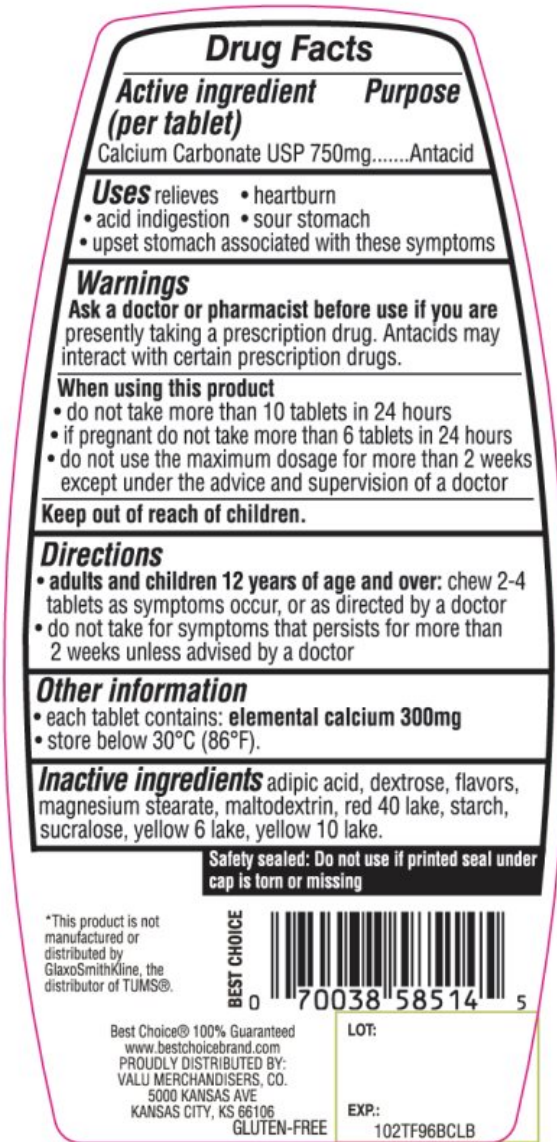 Drug Facts
Active ingredient Purpose
(per tablet)
Calcium Carbonate USP 750mg.......Antacid
Uses relieves • heartburn
• acid indigestion • sour stomach
• upset stomach associated with these symptoms
Warnings
Ask a doctor or pharmacist before use if you are
presently taking a prescription drug. Antacids may
interact with certain prescription drugs.
When using this product
• do not take more than 10 tablets in 24 hours
• if pregnant do not take more than 6 tablets in 24 hours
• do not use the maximum dosage for more than 2 weeks
except under the advice and supervision of a doctor
Keep out of reach of children.
Directions
• adults and children 12 years of age and over: chew 2-4
tablets as symptoms occur, or as directed by a doctor
• do not take for symptoms that persists for more than
2 weeks unless advised by a doctor
Other information
• each tablet contains: elemental calcium 300mg
• store below 30°C (86°F).
Inactive ingredients adipic acid, dextrose, flavors,
magnesium stearate, maltodextrin, red 40 lake, starch,
sucralose, yellow 6 lake, yellow 10 lake.
Safety sealed: Do not use if printed seal under
cap is torn or missing
*This product is not
manufactured or
distributed by
GlaxoSmithKline, the
distributor of TUMS®.
BEST CHOICE
0 70038 58514 5
Best Choice® 100% Guaranteed
www.bestchoicebrand.com
PROUDLY DISTRIBUTED BY:
VALU MERCHANDISERS, CO.
5000 KANSAS AVE
KANSAS CITY, KS 66106
GLUTEN-FREE
LOT:
EXP.:
102TF96BCLB